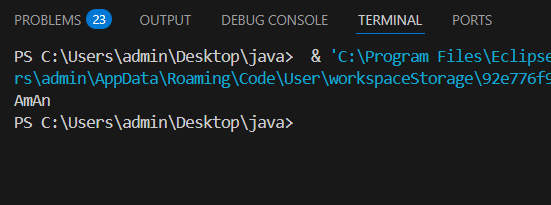 PROBLEMS 23 OUTPUT DEBUG CONSOLE TERMINAL PORTS
PS C:\Users\admin\Desktop\java>  & 'C:\Program Files\Eclipse
rs\admin\AppData\Roaming\Code\User\workspaceStorage\92e776f9
AmAn
PS C:\Users\admin\Desktop\java>